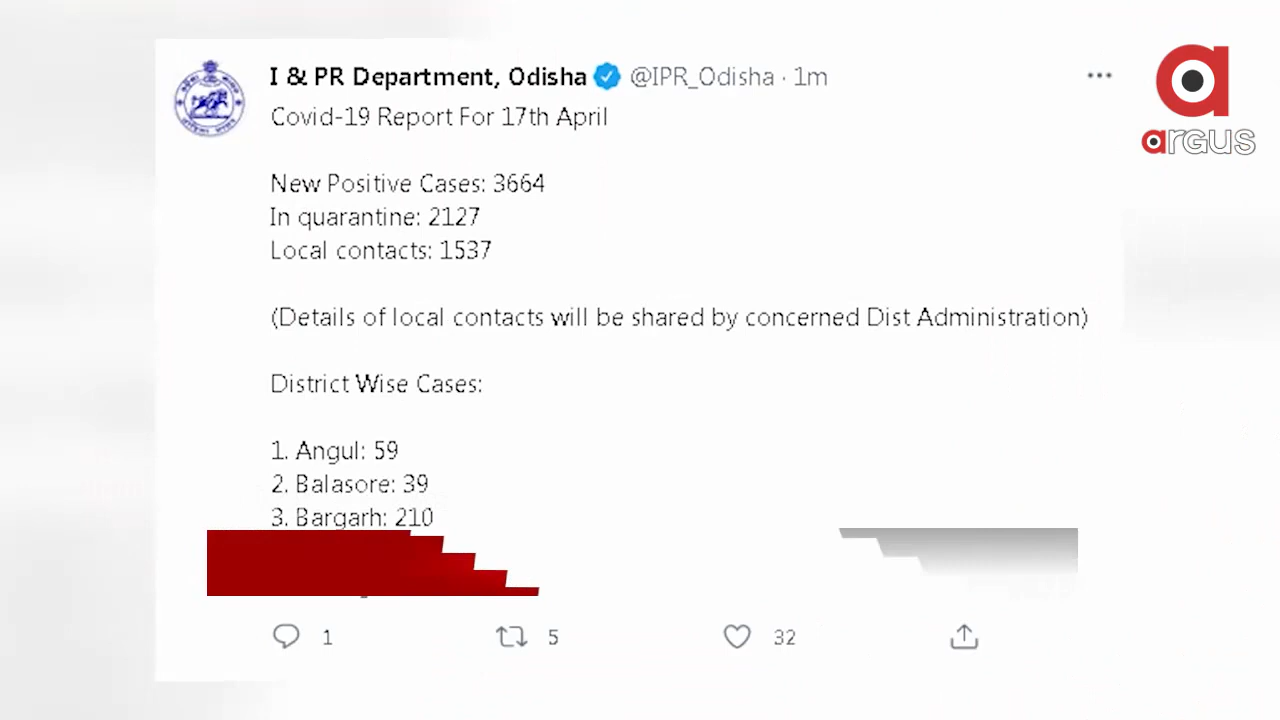 I & PR Department, Odisha @IPR_Odisha · 1m
Covid-19 Report For 17th April
New Positive Cases: 3664
In quarantine: 2127
Local contacts: 1537
(Details of local contacts will be shared by concerned Dist Administration)
District Wise Cases:
1. Angul: 59
2. Balasore: 39
3. Bargarh: 210
1 5 32
argus